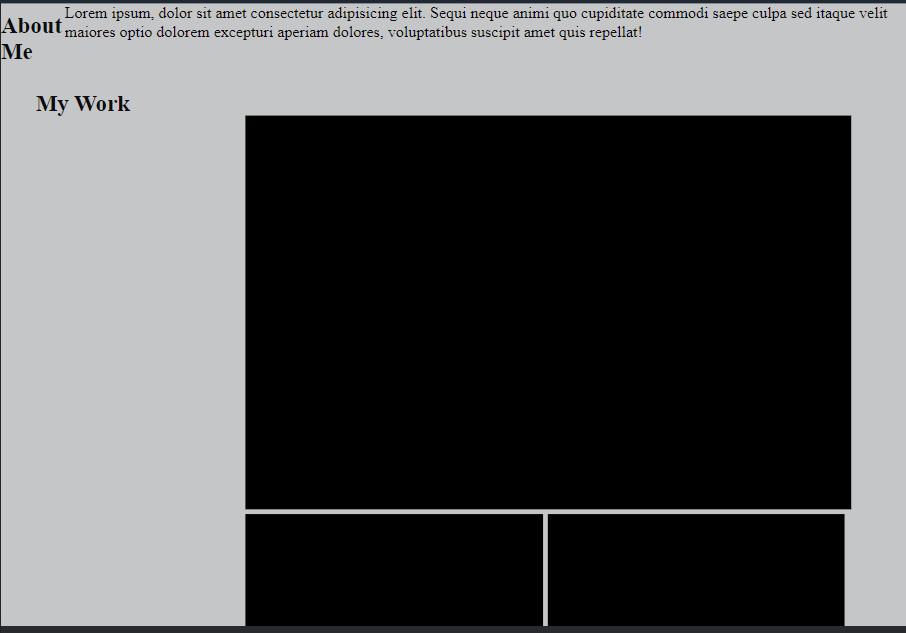 About
Me
Lorem ipsum, dolor sit amet consectetur adipisicing elit. Sequi neque animi quo cupiditate commodi saepe culpa sed itaque velit
maiores optio dolorem excepturi aperiam dolores, voluptatibus suscipit amet quis repellat!
My Work